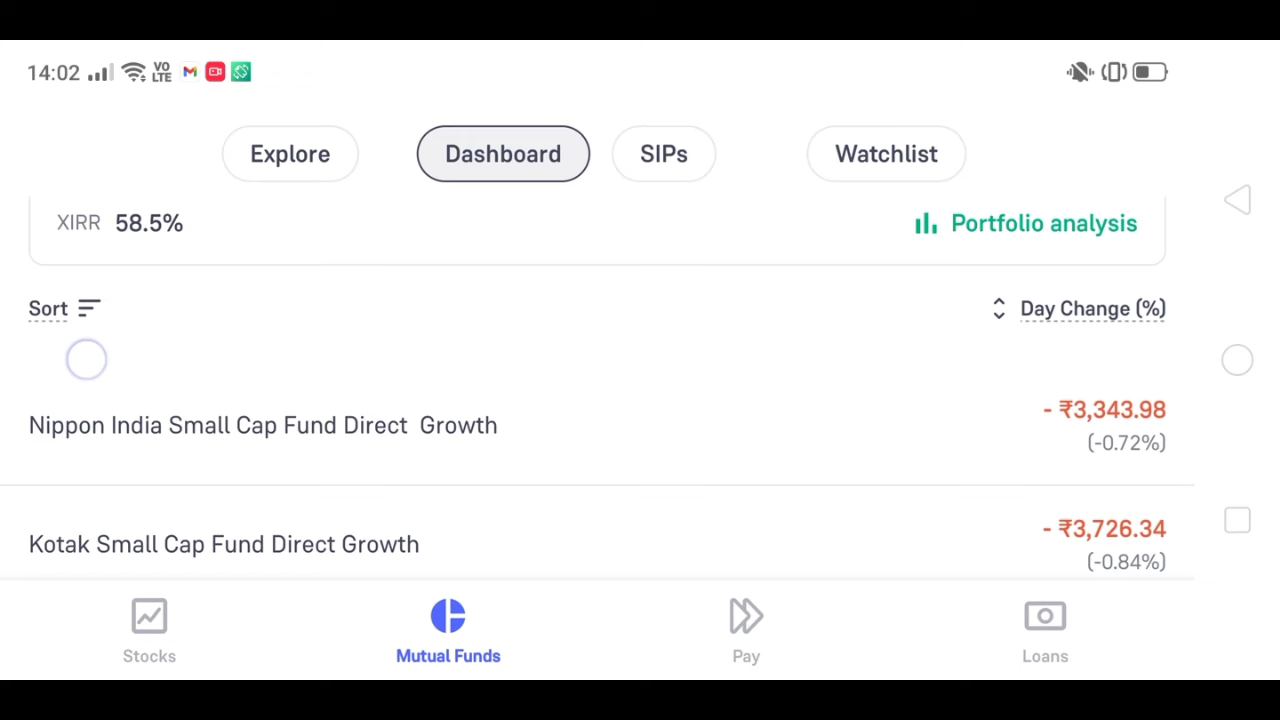 14:02 VO LTE
Explore Dashboard SIPs Watchlist
XIRR 58.5% Portfolio analysis
Sort Day Change (%)
Nippon India Small Cap Fund Direct Growth - ₹3,343.98
(-0.72%)
Kotak Small Cap Fund Direct Growth - ₹3,726.34
(-0.84%)
Stocks Mutual Funds Pay Loans